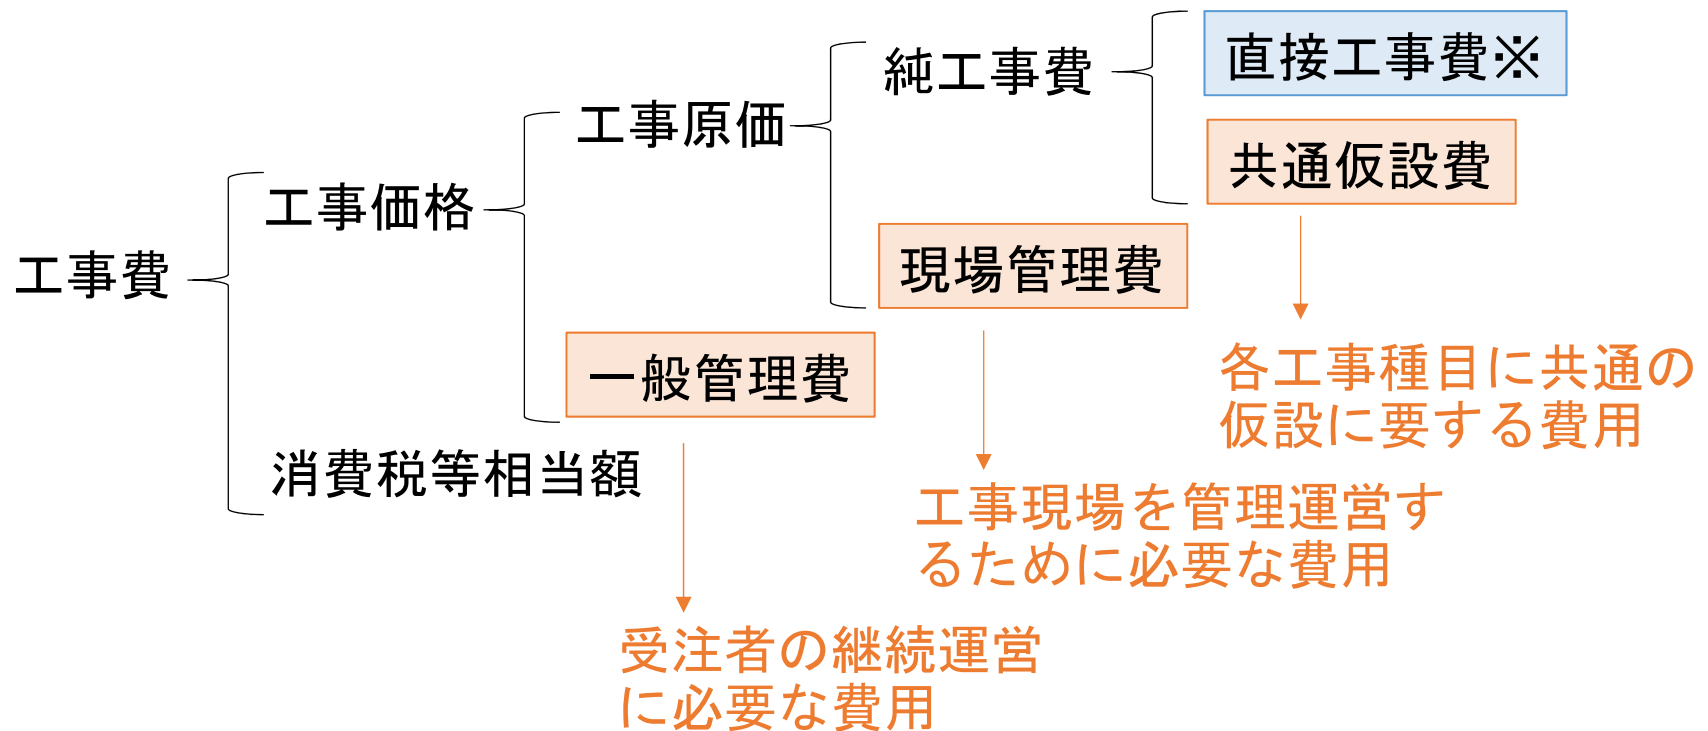 直接工事費※
純工事費
共通仮設費
工事原価
現場管理費
工事価格
一般管理費
工事費
消費税等相当額
各工事種目に共通の
仮設に要する費用
工事現場を管理運営す
るために必要な費用
受注者の継続運営
に必要な費用